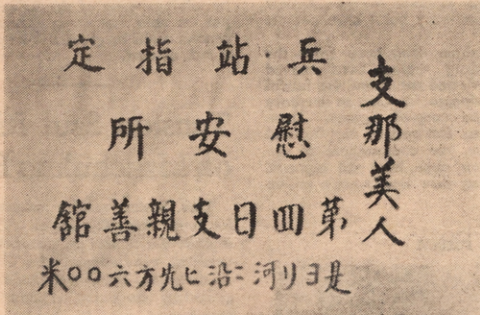 支那美人
兵站指定
慰安所
第四日支親善館
是ヨリ河ニ沿ヒ先方六〇〇米